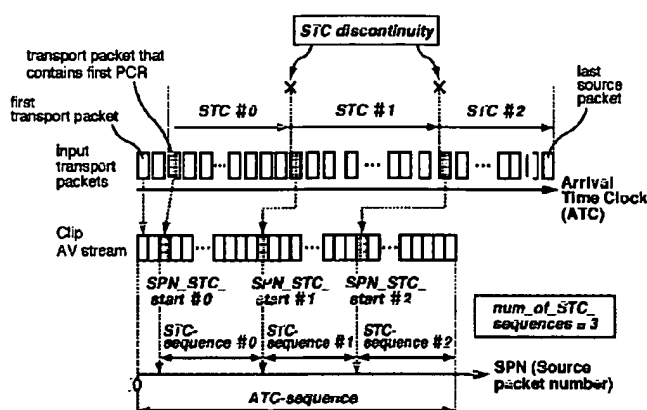 STC discontinuity
transport packet that
contains first PCR
first
transport packet
STC #0
STC #1
STC #2
last
source
packet
Input
transport
packets
Arrival
Time Clock
(ATC)
Clip
AV stream
SPN_STC_
start #0
SPN_STC_
start #1
SPN_STC_
start #2
num_of_STC_
sequences = 3
STC-
sequence #0
STC-
sequence #1
STC-
sequence #2
0
SPN (Source
packet number)
ATC-sequence